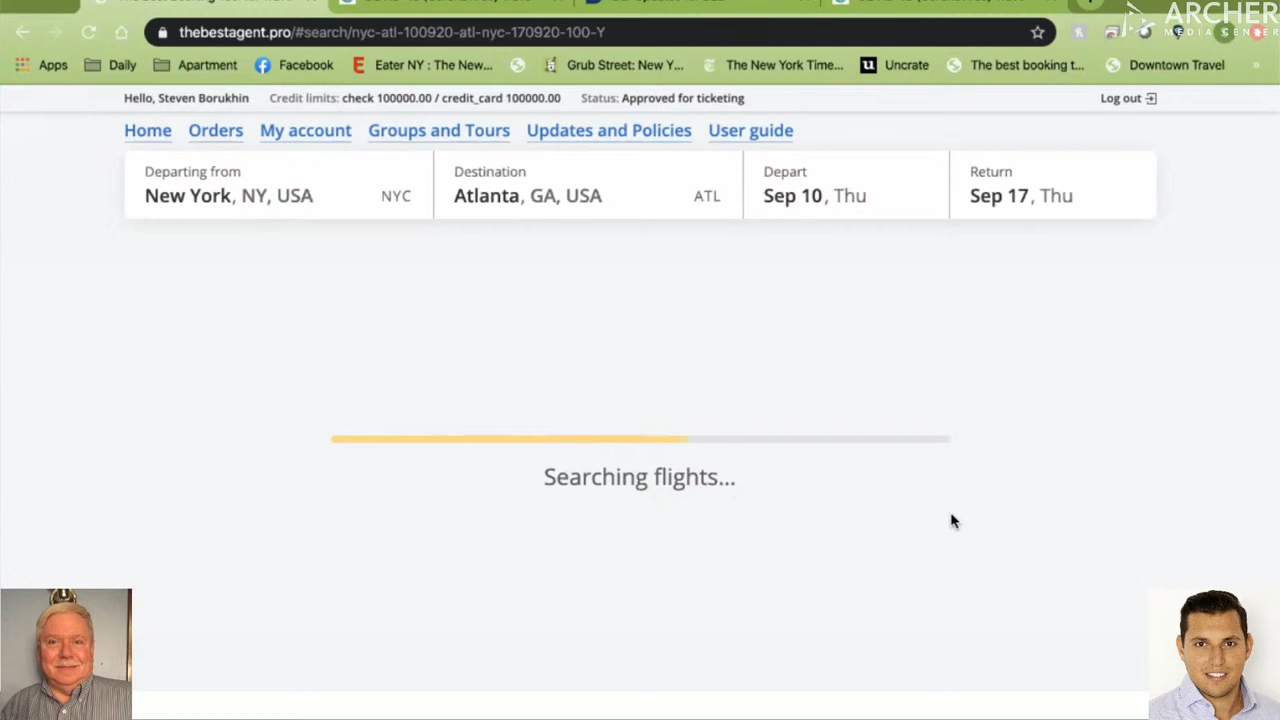 ARCHER
MEDIA CENTER
thebestagent.pro/#search/nyc-atl-100920-atl-nyc-170920-100-Y
Apps Daily Apartment Facebook Eater NY : The New... Grub Street: New Y... The New York Time... Uncrate The best booking t... Downtown Travel »
Hello, Steven Borukhin Credit limits: check 100000.00 / credit_card 100000.00 Status: Approved for ticketing Log out
Home Orders My account Groups and Tours Updates and Policies User guide
Departing from Destination Depart Return
New York, NY, USA NYC Atlanta, GA, USA ATL Sep 10, Thu Sep 17, Thu
Searching flights...